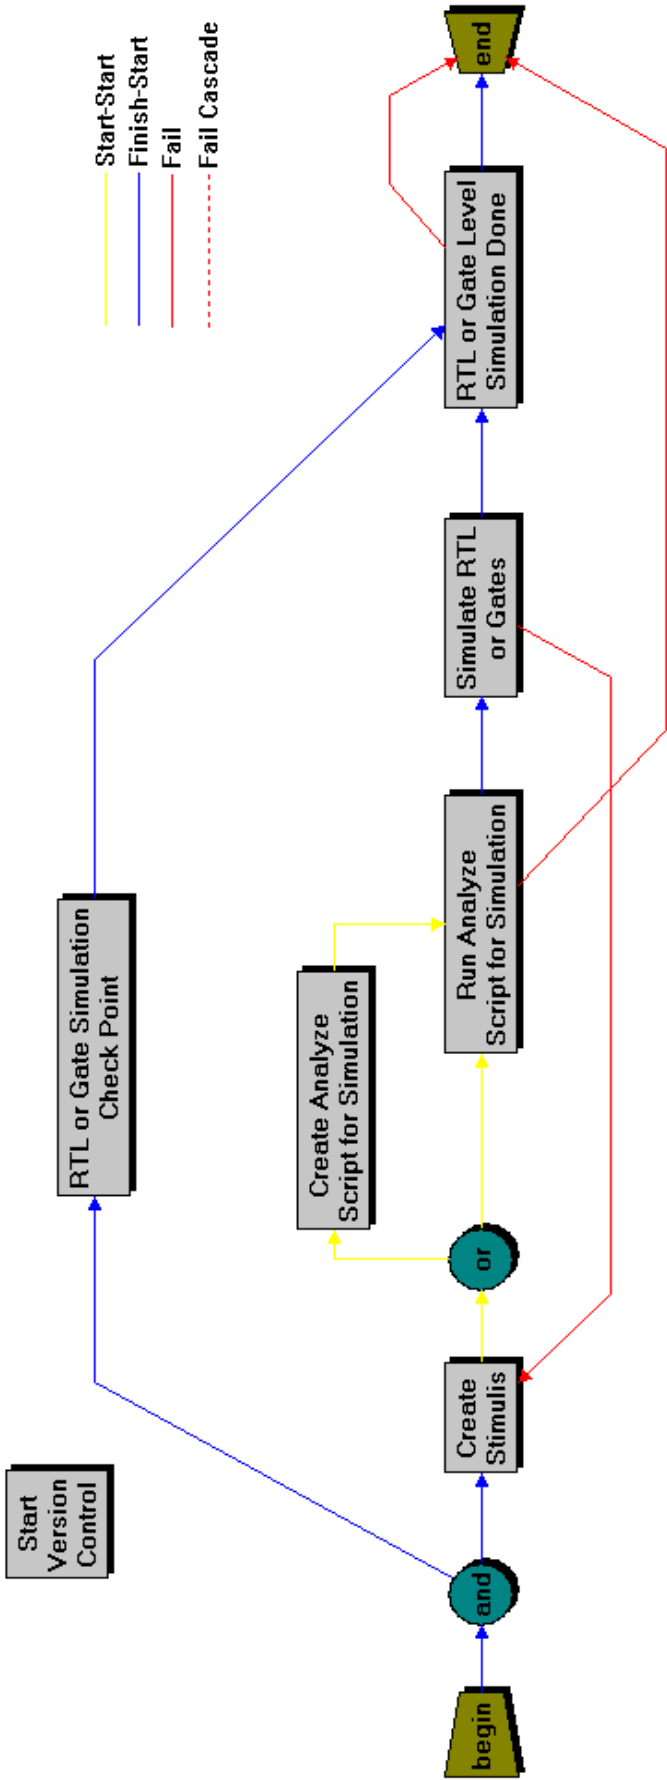 Start
Version
Control
RTL or Gate Simulation
Check Point
Start-Start
Finish-Start
Fail
Fail Cascade
Create Analyze
Script for Simulation
begin
and
Create
Stimulis
or
Run Analyze
Script for Simulation
Simulate RTL
or Gates
RTL or Gate Level
Simulation Done
end